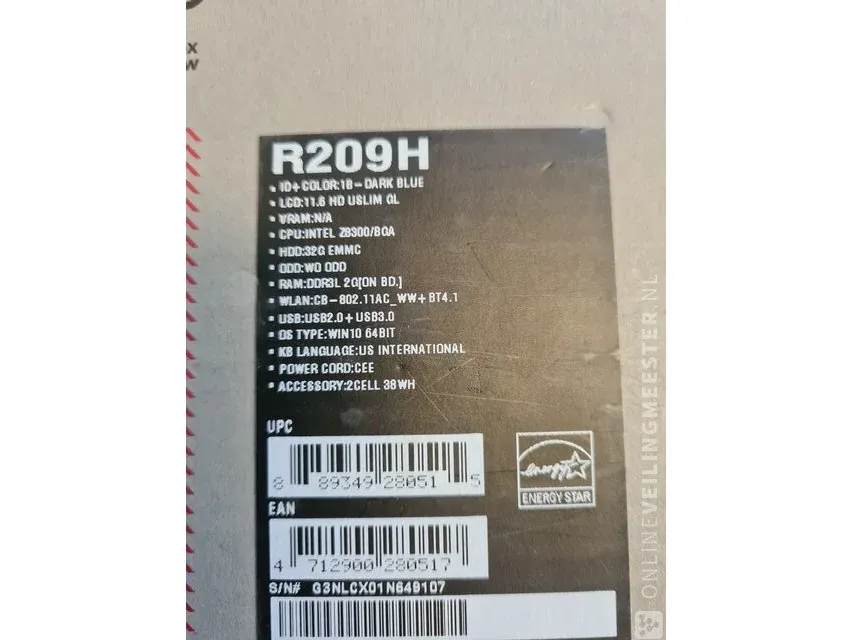 X
W
R209H
• ID+ COLOR:1B- DARK BLUE
• LCD:11.6 HD USLIM GL
• VRAM:N/A
• CPU:INTEL Z8300/BGA
• HDD:32G EMMC
• ODD:WO ODD
• RAM:DDR3L 2G[ON BD.]
• WLAN:CB-802.11AC_WW+BT4.1
• USB:USB2.0+USB3.0
• OS TYPE:WIN10 64BIT
• KB LANGUAGE:US INTERNATIONAL
• POWER CORD:CEE
• ACCESSORY:2CELL 38WH
UPC
8 89349 28051 5
energy
ENERGY STAR
EAN
4 712900 280517
S/N# G3NLCX01N649107
ONLINEVEILINGMEESTER.NL